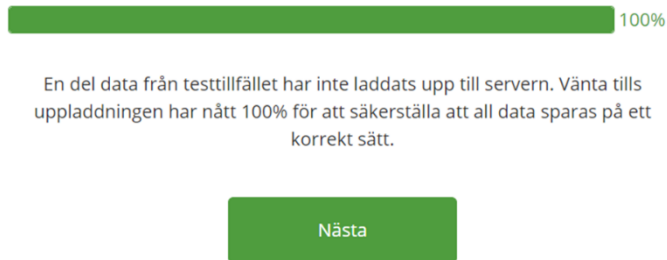 100%
En del data från testtillfället har inte laddats upp till servern. Vänta tills
uppladdningen har nått 100% för att säkerställa att all data sparas på ett
korrekt sätt.
Nästa